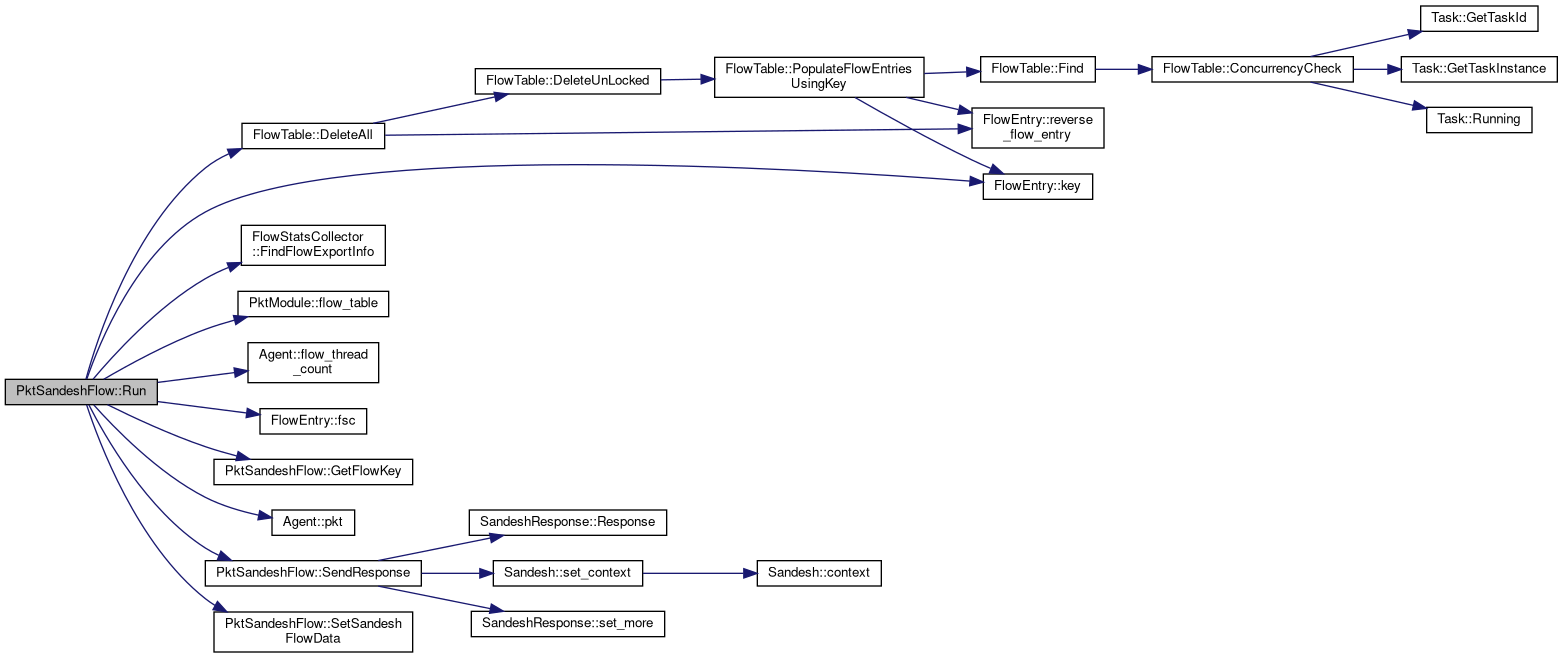 PktSandeshFlow::Run
FlowTable::DeleteAll
FlowTable::DeleteUnLocked
FlowTable::PopulateFlowEntries
UsingKey
FlowTable::Find
FlowTable::ConcurrencyCheck
Task::GetTaskId
Task::GetTaskInstance
Task::Running
FlowEntry::reverse
_flow_entry
FlowEntry::key
FlowStatsCollector
::FindFlowExportInfo
PktModule::flow_table
Agent::flow_thread
_count
FlowEntry::fsc
PktSandeshFlow::GetFlowKey
Agent::pkt
PktSandeshFlow::SendResponse
SandeshResponse::Response
Sandesh::set_context
Sandesh::context
SandeshResponse::set_more
PktSandeshFlow::SetSandesh
FlowData